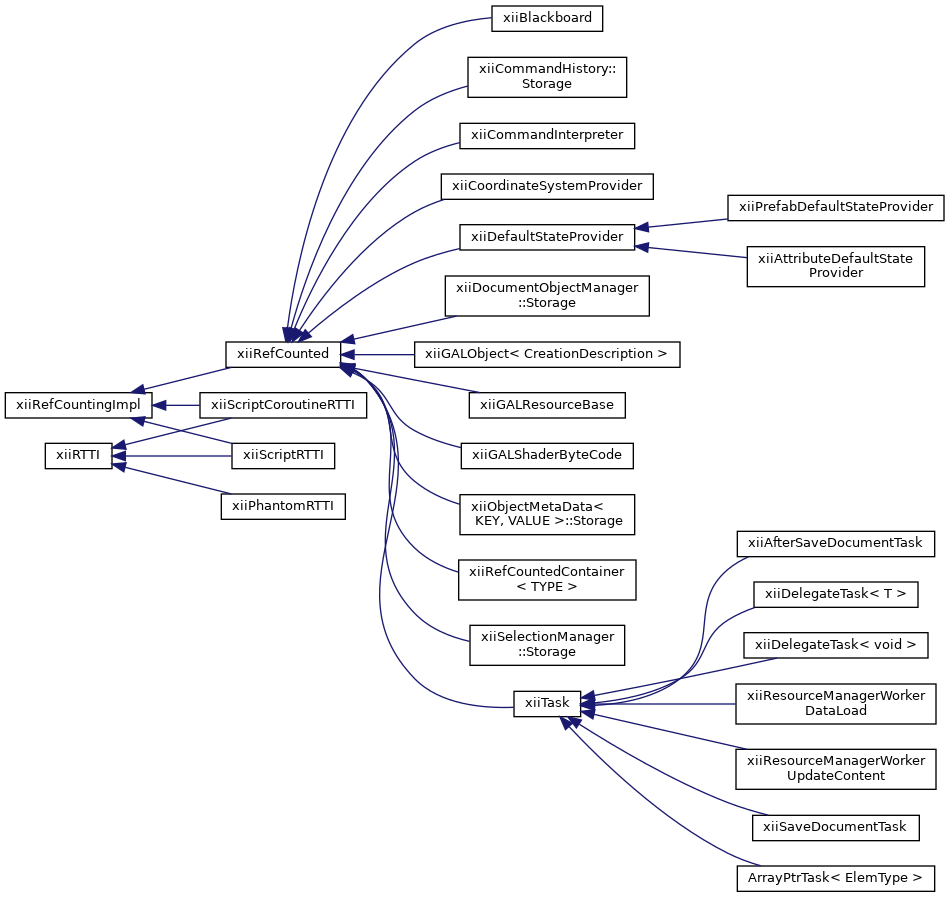 xiiBlackboard
xiiCommandHistory::
Storage
xiiCommandInterpreter
xiiCoordinateSystemProvider
xiiPrefabDefaultStateProvider
xiiDefaultStateProvider
xiiAttributeDefaultState
Provider
xiiDocumentObjectManager
::Storage
xiiRefCounted
xiiGALObject< CreationDescription >
xiiRefCountingImpl
xiiScriptCoroutineRTTI
xiiGALResourceBase
xiiRTTI
xiiScriptRTTI
xiiGALShaderByteCode
xiiPhantomRTTI
xiiObjectMetaData<
KEY, VALUE >::Storage
xiiAfterSaveDocumentTask
xiiRefCountedContainer
< TYPE >
xiiDelegateTask< T >
xiiSelectionManager
::Storage
xiiDelegateTask< void >
xiiTask
xiiResourceManagerWorker
DataLoad
xiiResourceManagerWorker
UpdateContent
xiiSaveDocumentTask
ArrayPtrTask< ElemType >